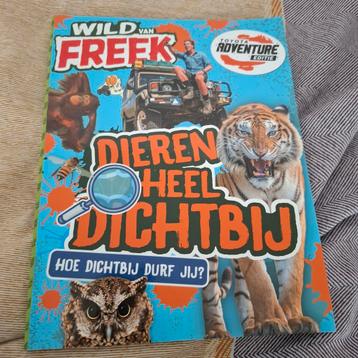 WILD VAN
FREEK
TOYOTA
ADVENTURE
EDITIE
DIEREN
HEEL
DICHTBIJ
HOE DICHTBIJ DURF JIJ?